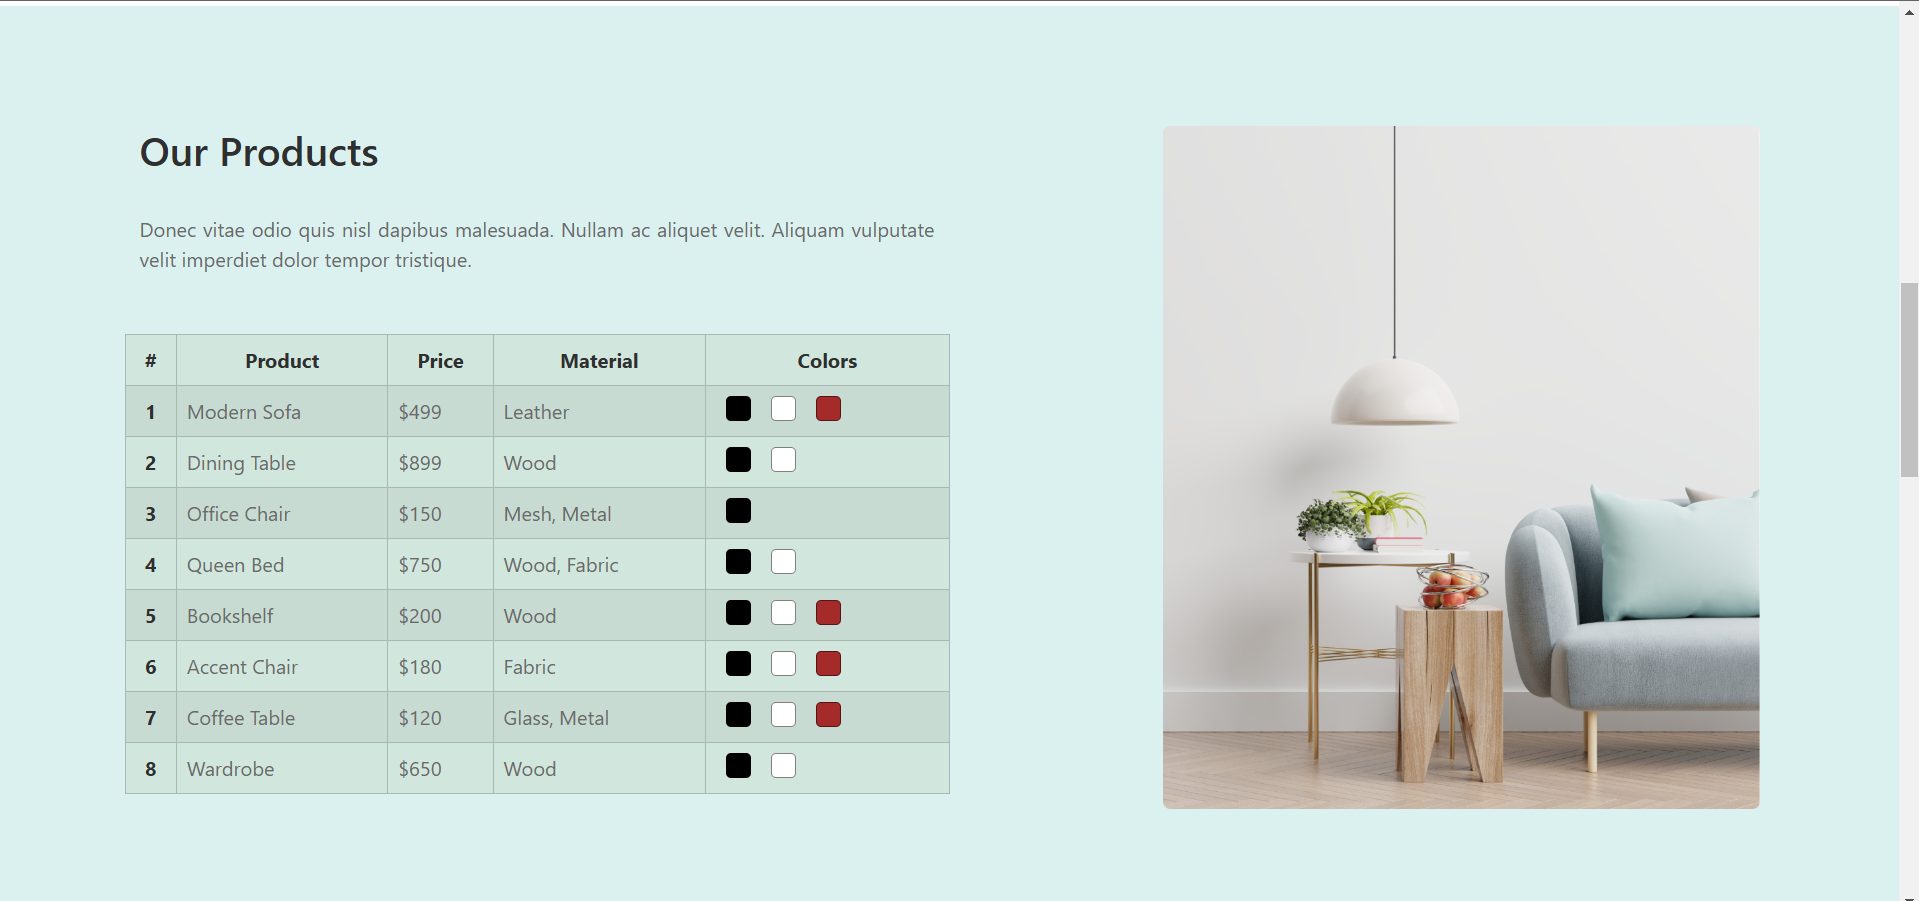 Our Products
Donec vitae odio quis nisl dapibus malesuada. Nullam ac aliquet velit. Aliquam vulputate
velit imperdiet dolor tempor tristique.
# Product Price Material Colors
1 Modern Sofa $499 Leather
2 Dining Table $899 Wood
3 Office Chair $150 Mesh, Metal
4 Queen Bed $750 Wood, Fabric
5 Bookshelf $200 Wood
6 Accent Chair $180 Fabric
7 Coffee Table $120 Glass, Metal
8 Wardrobe $650 Wood